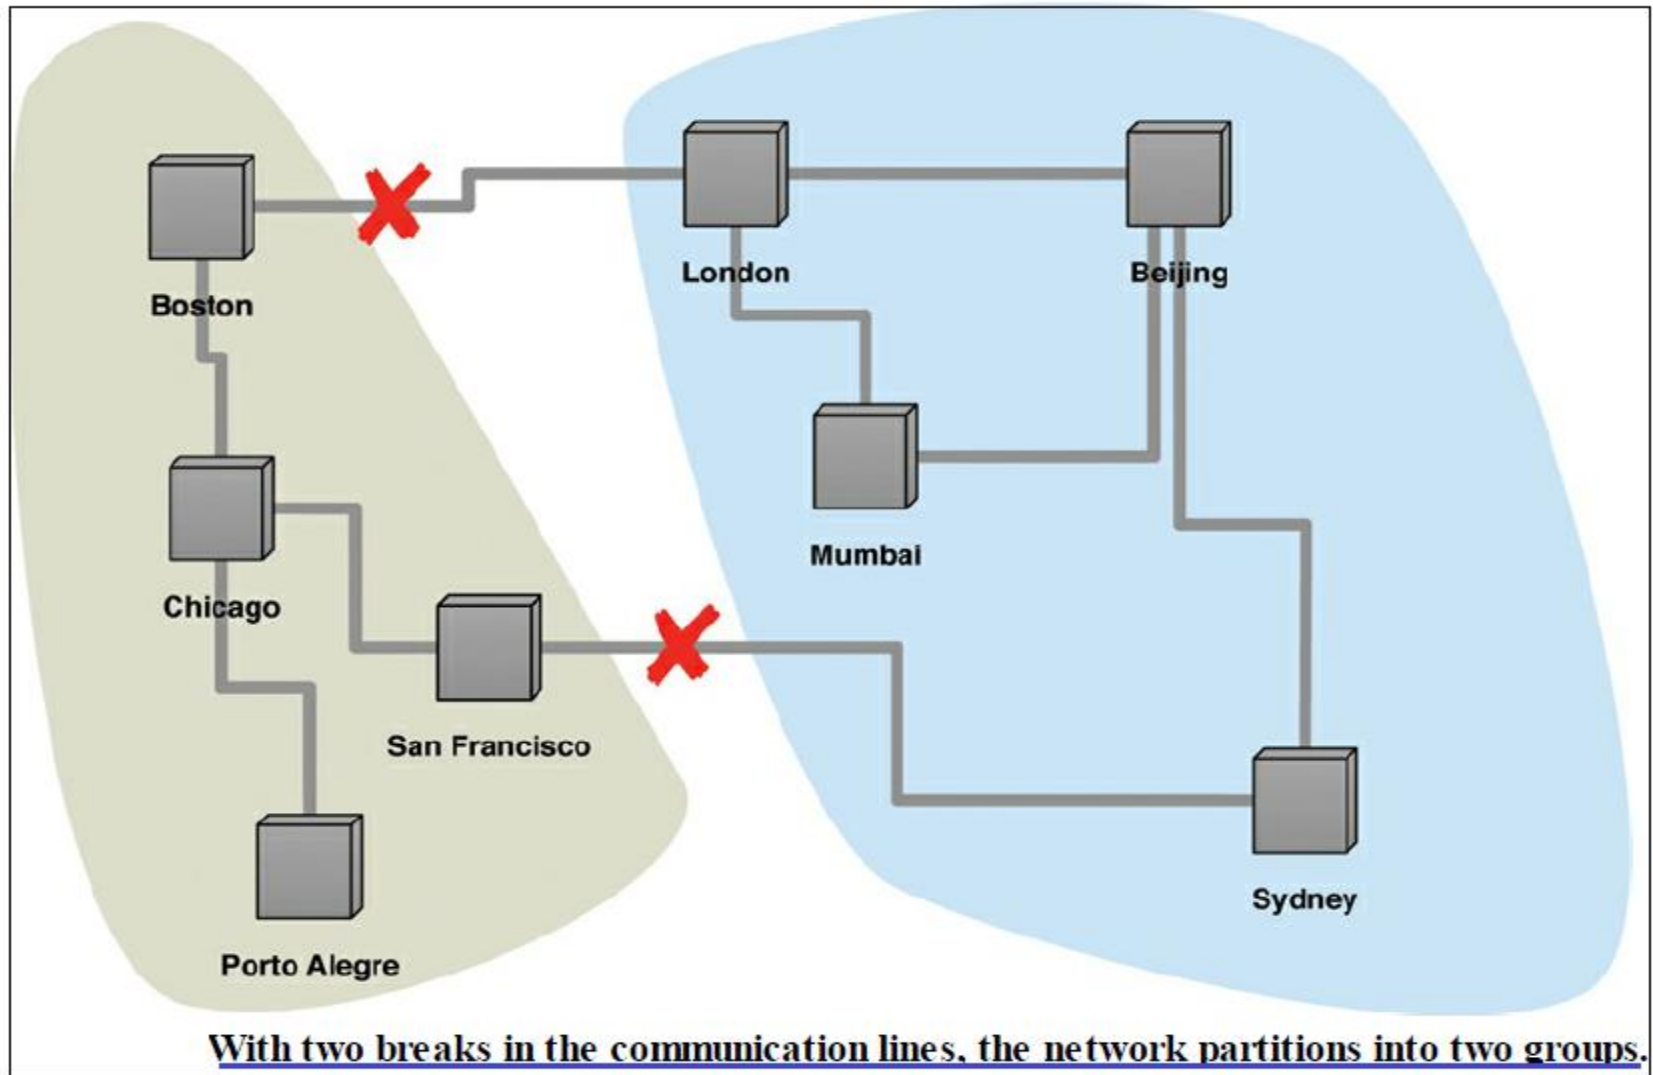 London
Beijing
Boston
Mumbai
Chicago
San Francisco
Sydney
Porto Alegre
With two breaks in the communication lines, the network partitions into two groups.